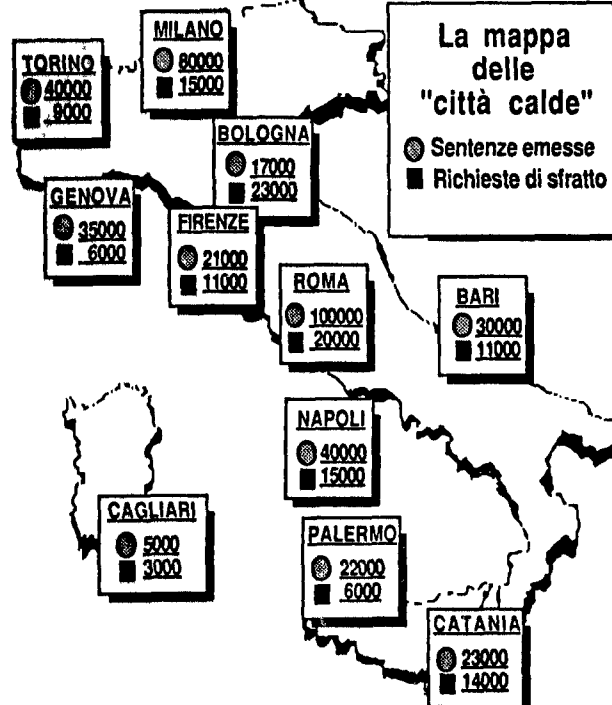 La mappa
delle
"città calde"
Sentenze emesse
Richieste di sfratto
MILANO
80000
15000
TORINO
40000
9000
BOLOGNA
17000
23000
GENOVA
35000
6000
FIRENZE
21000
11000
ROMA
100000
20000
BARI
30000
11000
NAPOLI
40000
15000
CAGLIARI
5000
3000
PALERMO
22000
6000
CATANIA
23000
14000